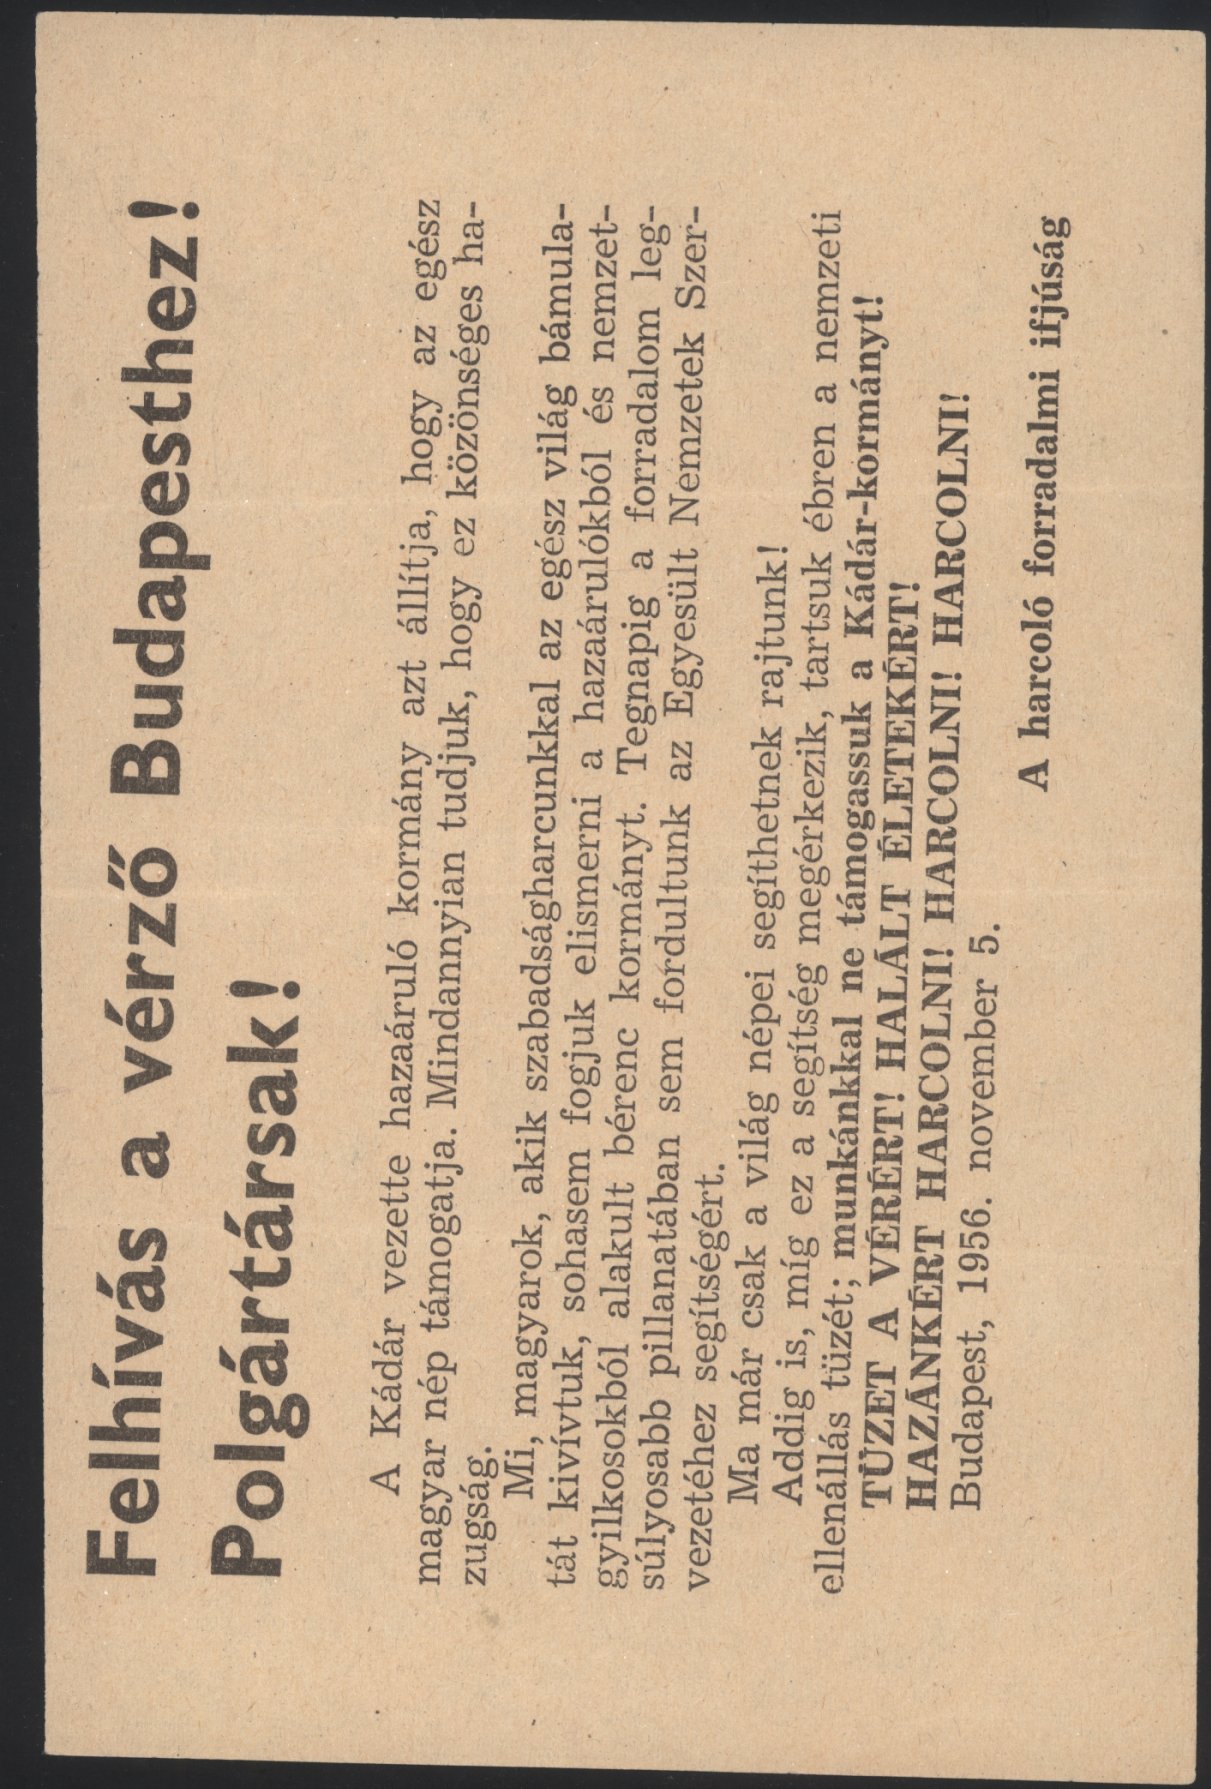 Felhívás a vérző Budapesthez!
Polgártársak!
A Kádár vezette hazaáruló kormány azt állítja, hogy az egész
magyar nép támogatja. Mindannyian tudjuk, hogy ez közönséges ha-
zugság.
Mi, magyarok, akik szabadságharcunkkal az egész világ bámula-
tát kivívtuk, sohasem fogjuk elismerni a hazaárulókból és nemzet-
gyilkosokból alakult bérenc kormányt. Tegnapig a forradalom leg-
súlyosabb pillanatában sem fordultunk az Egyesült Nemzetek Szer-
vezetéhez segítségért.
Ma már csak a világ népei segíthetnek rajtunk!
Addig is, míg ez a segítség megérkezik, tartsuk ébren a nemzeti
ellenállás tüzét; munkánkkal ne támogassuk a Kádár-kormányt!
TÜZET A VÉRÉRT! HALÁLT ÉLETEKÉRT!
HAZÁNKÉRT HARCOLNI! HARCOLNI! HARCOLNI!
Budapest, 1956. november 5.
A harcoló forradalmi ifjúság